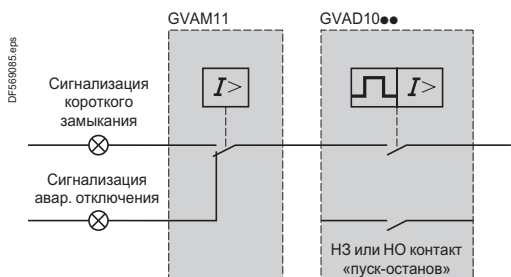 GVAM11
GVAD10●●
DF569085.eps
Сигнализация
короткого
замыкания
I>
I>
Сигнализация
авар. отключения
НЗ или НО контакт
«пуск-останов»